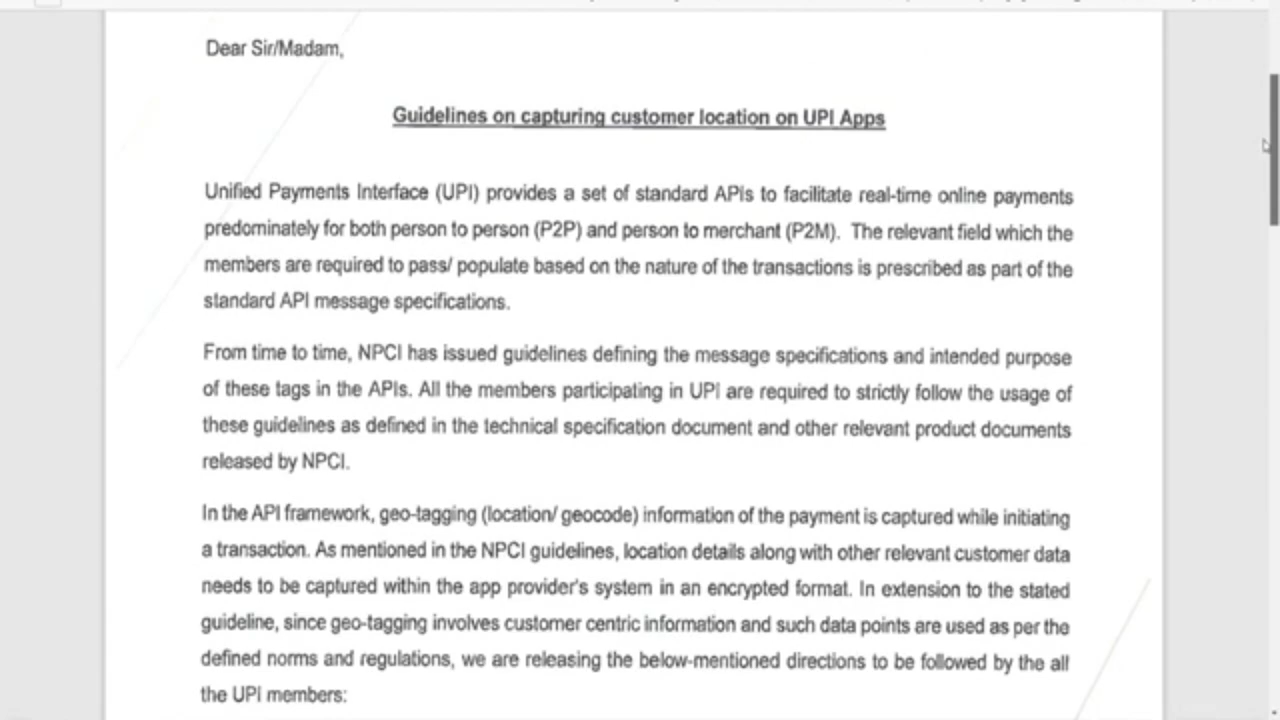 Dear Sir/Madam,
Guidelines on capturing customer location on UPI Apps
Unified Payments Interface (UPI) provides a set of standard APIs to facilitate real-time online payments
predominately for both person to person (P2P) and person to merchant (P2M). The relevant field which the
members are required to pass/ populate based on the nature of the transactions is prescribed as part of the
standard API message specifications.
From time to time, NPCI has issued guidelines defining the message specifications and intended purpose
of these tags in the APIs. All the members participating in UPI are required to strictly follow the usage of
these guidelines as defined in the technical specification document and other relevant product documents
released by NPCI.
In the API framework, geo-tagging (location/ geocode) information of the payment is captured while initiating
a transaction. As mentioned in the NPCI guidelines, location details along with other relevant customer data
needs to be captured within the app provider's system in an encrypted format. In extension to the stated
guideline, since geo-tagging involves customer centric information and such data points are used as per the
defined norms and regulations, we are releasing the below-mentioned directions to be followed by the all
the UPI members: